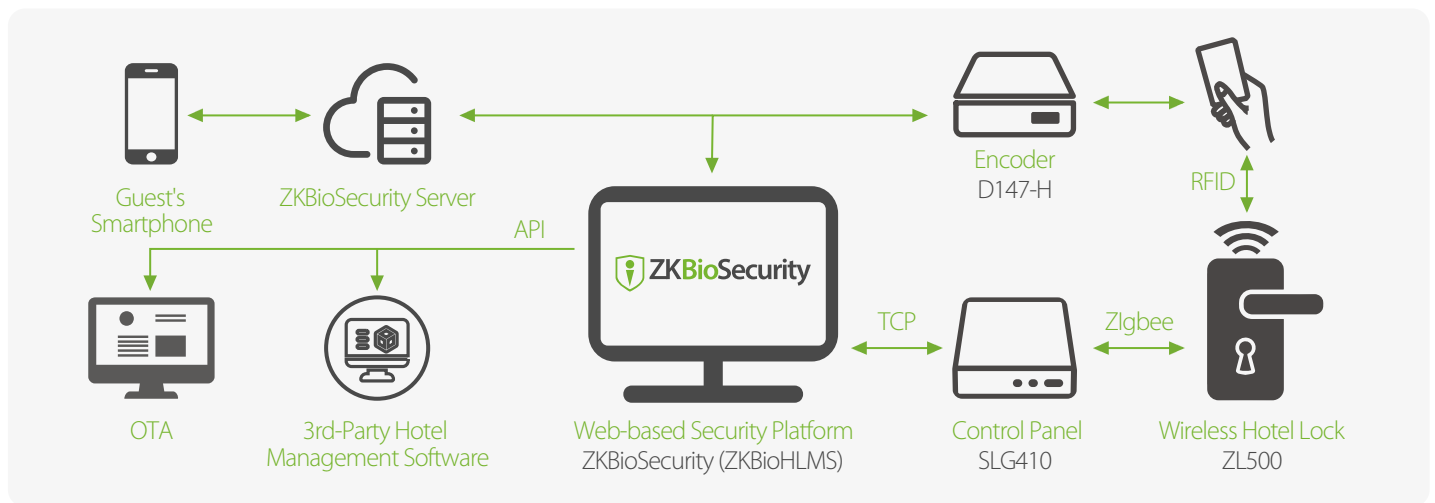 Guest's
Smartphone
ZKBioSecurity Server
Encoder
D147-H
RFID
API
ZKBioSecurity
TCP
ZIgbee
OTA
3rd-Party Hotel
Management Software
Web-based Security Platform
ZKBioSecurity (ZKBioHLMS)
Control Panel
SLG410
Wireless Hotel Lock
ZL500